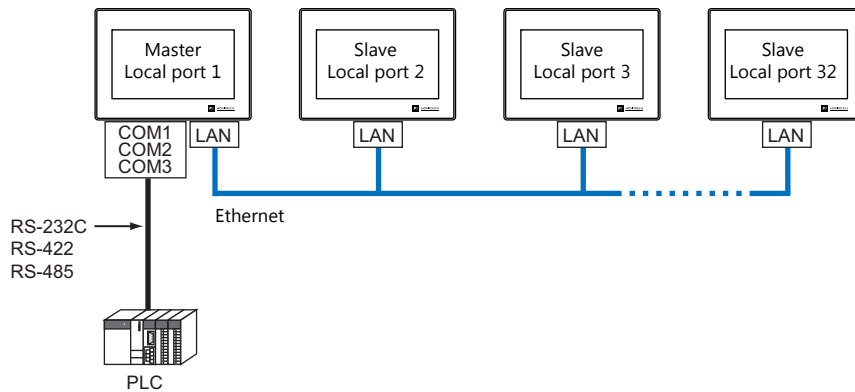 Master
Local port 1
Slave
Local port 2
Slave
Local port 3
Slave
Local port 32
COM1
COM2
COM3
LAN
LAN
LAN
LAN
Ethernet
RS-232C
RS-422
RS-485
PLC